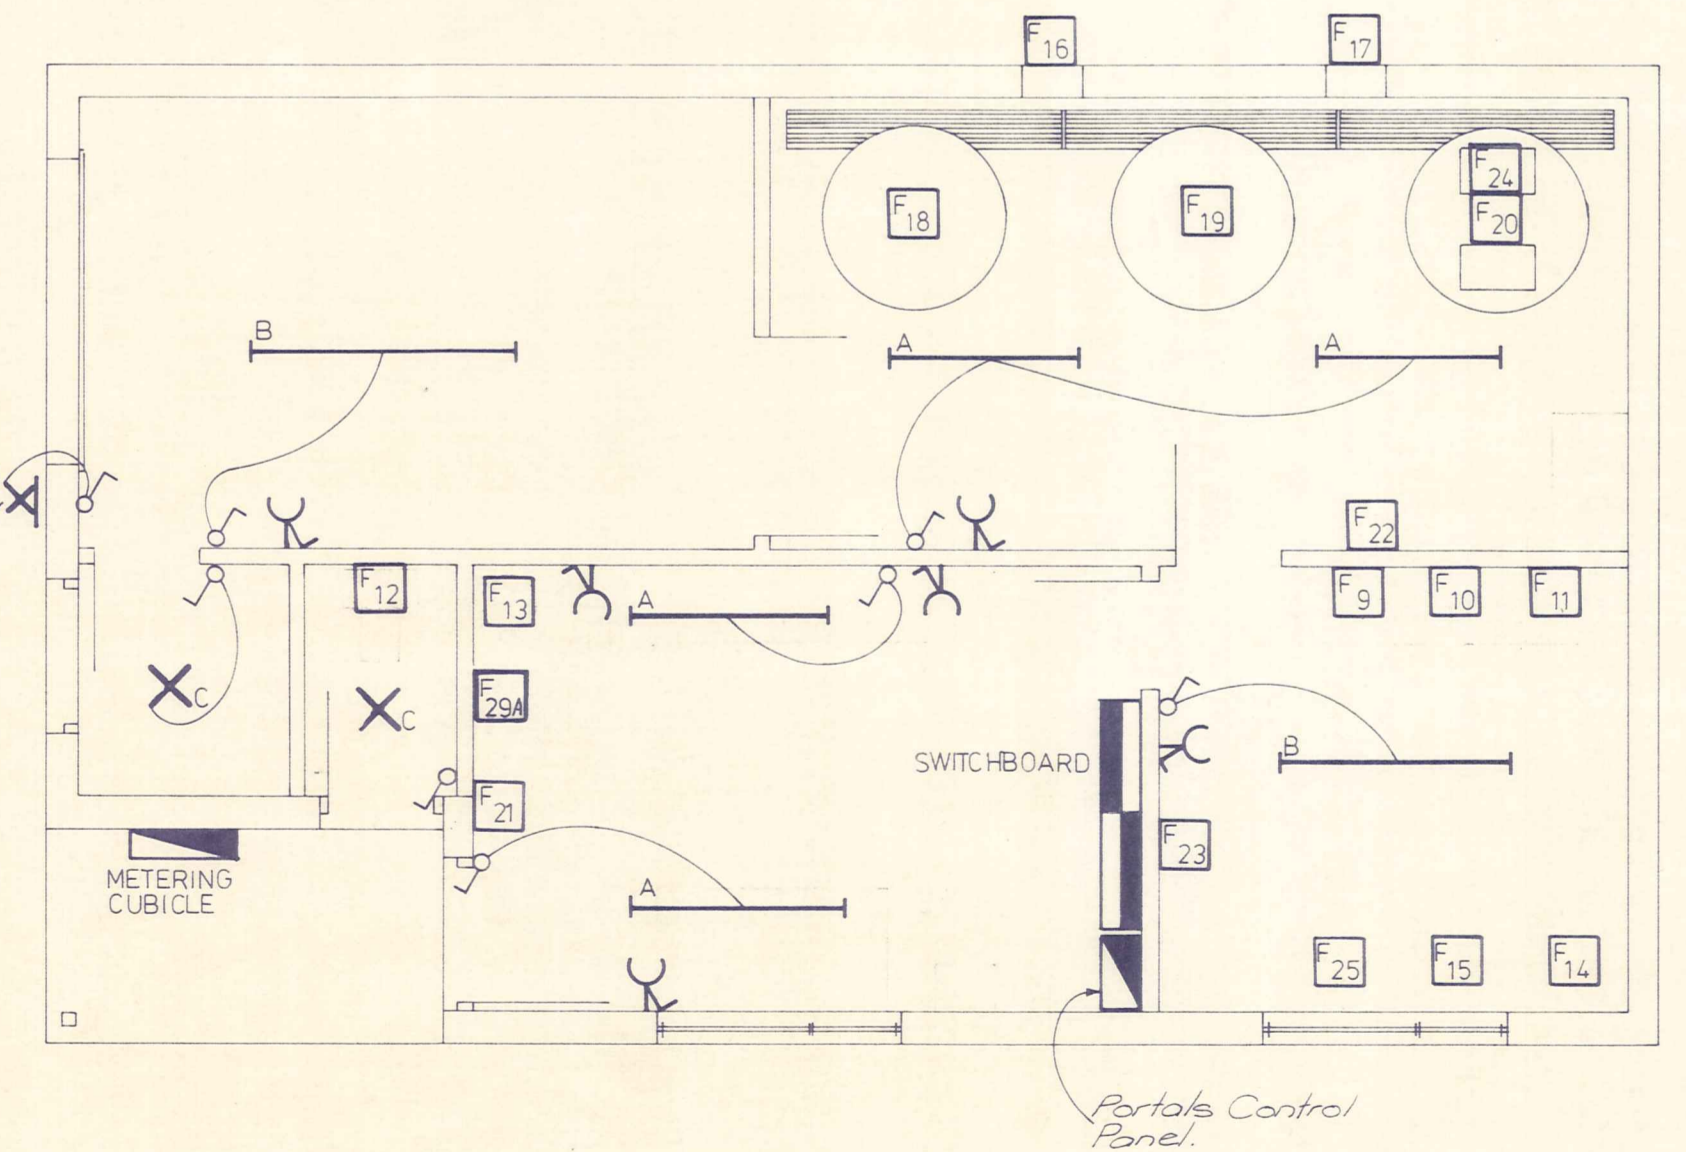 F16
F17
F24
F18
F19
F20
B
A
A
F22
F12
F13
A
F9
F10
F11
C
F29A
C
SWITCHBOARD
B
F21
F23
METERING
CUBICLE
A
F25
F15
F14
Portals Control
Panel.